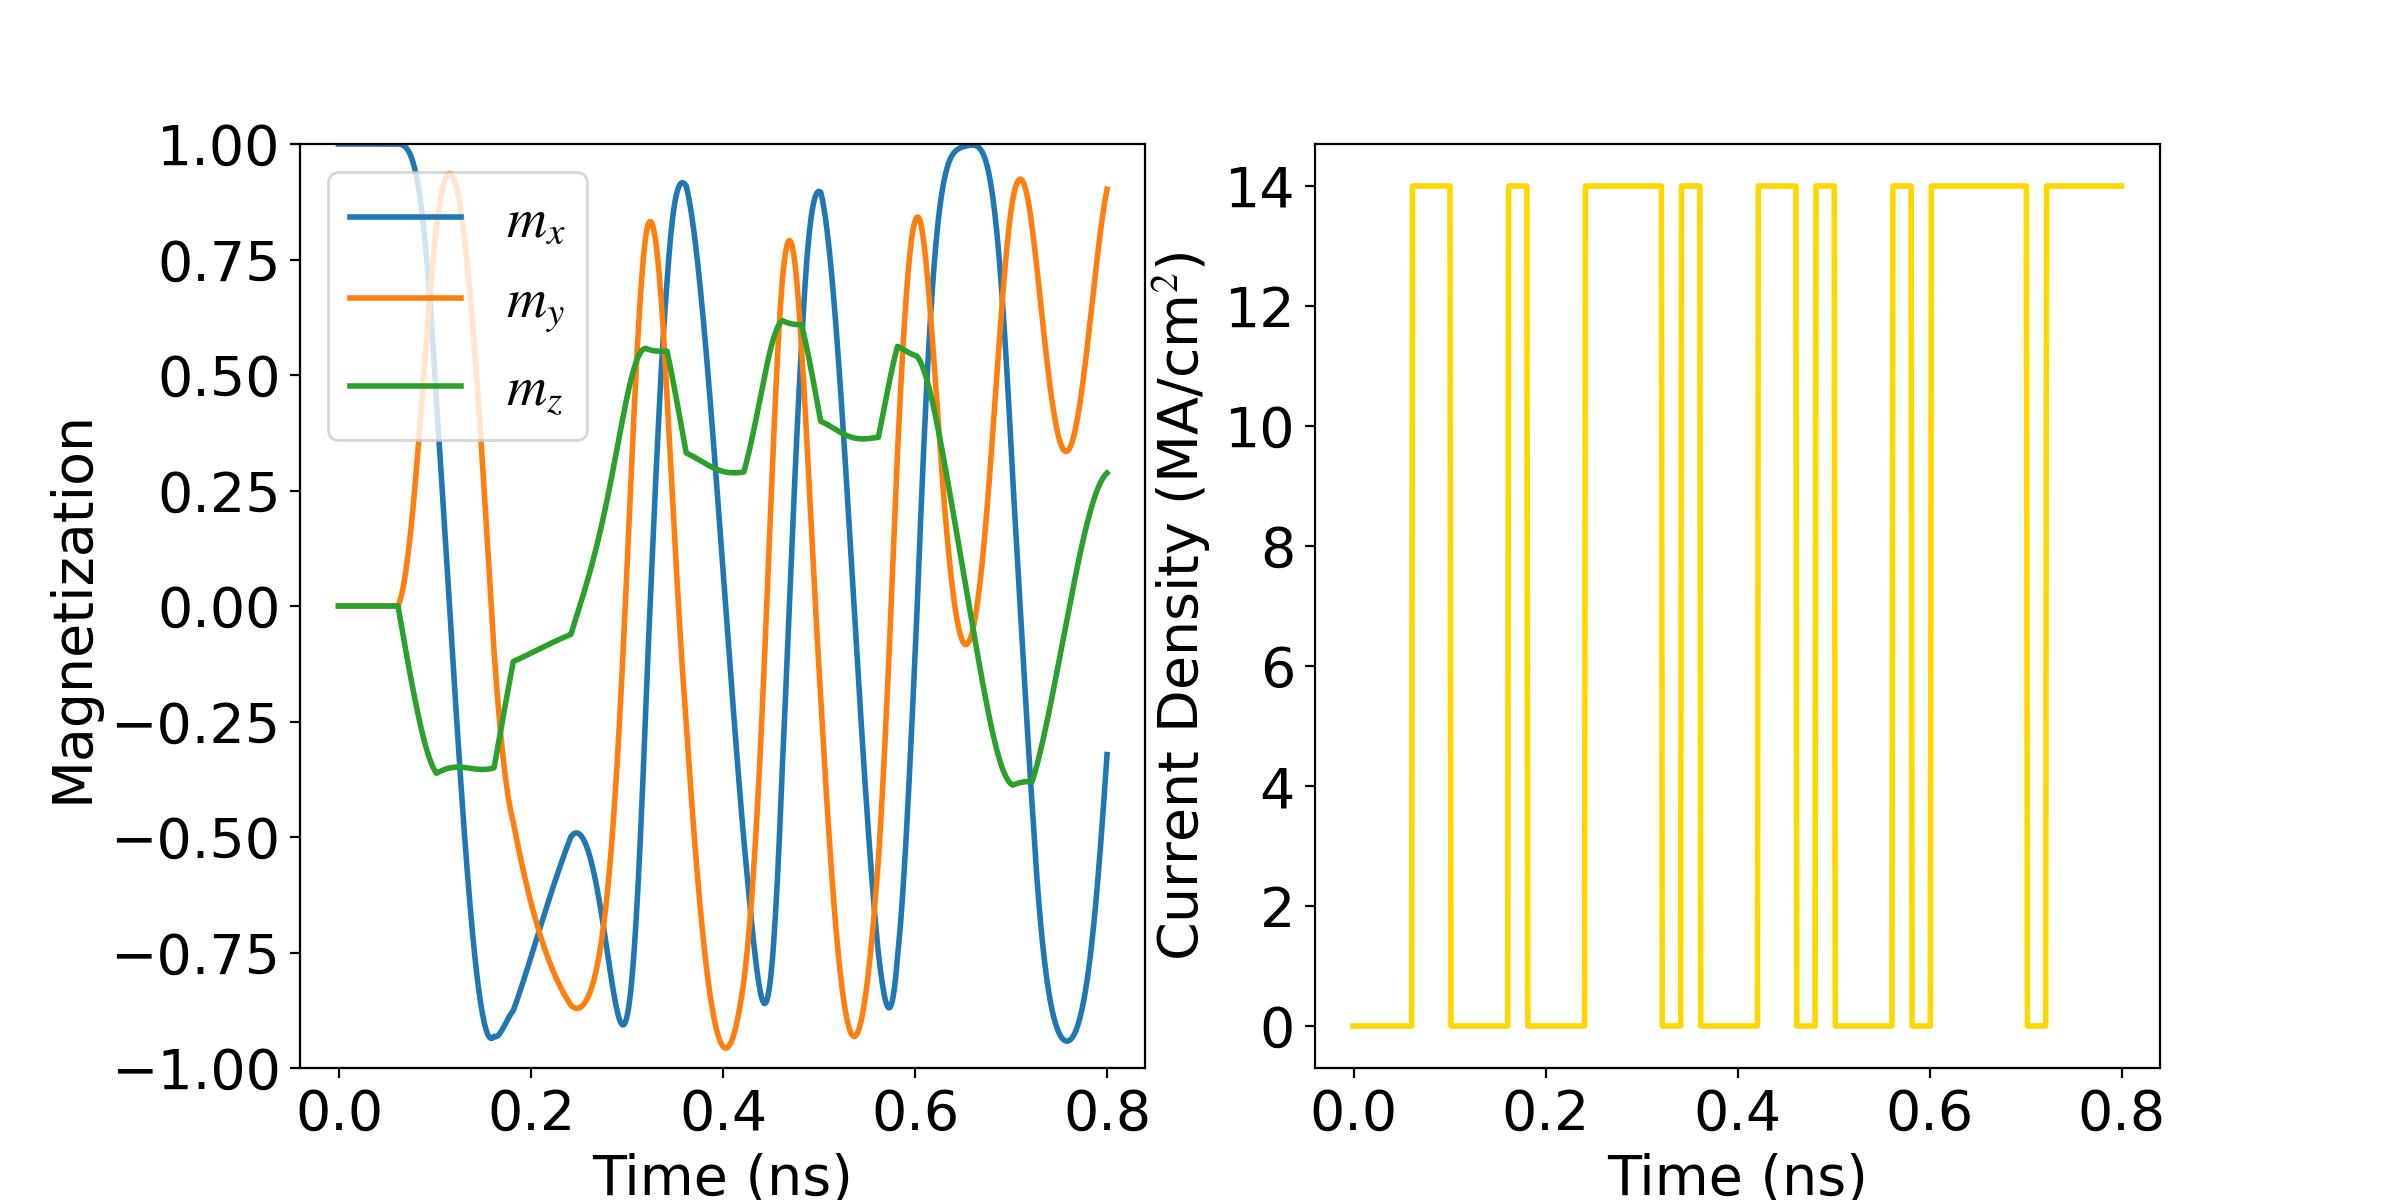 Magnetization
1.00
0.75
0.50
0.25
0.00
−0.25
−0.50
−0.75
−1.00
m_x
m_y
m_z
0.0 0.2 0.4 0.6 0.8
Time (ns)
Current Density (MA/cm²)
14
12
10
8
6
4
2
0
0.0 0.2 0.4 0.6 0.8
Time (ns)